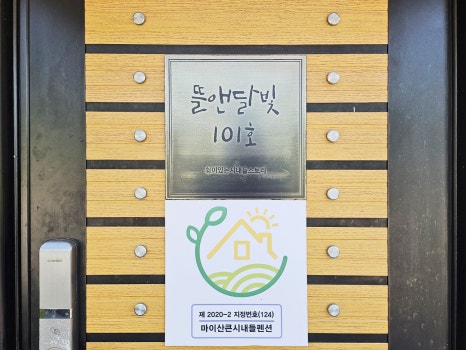 뜰앤달빛
101호
제 2020-2 지정번호(124)
마이산큰시내들펜션